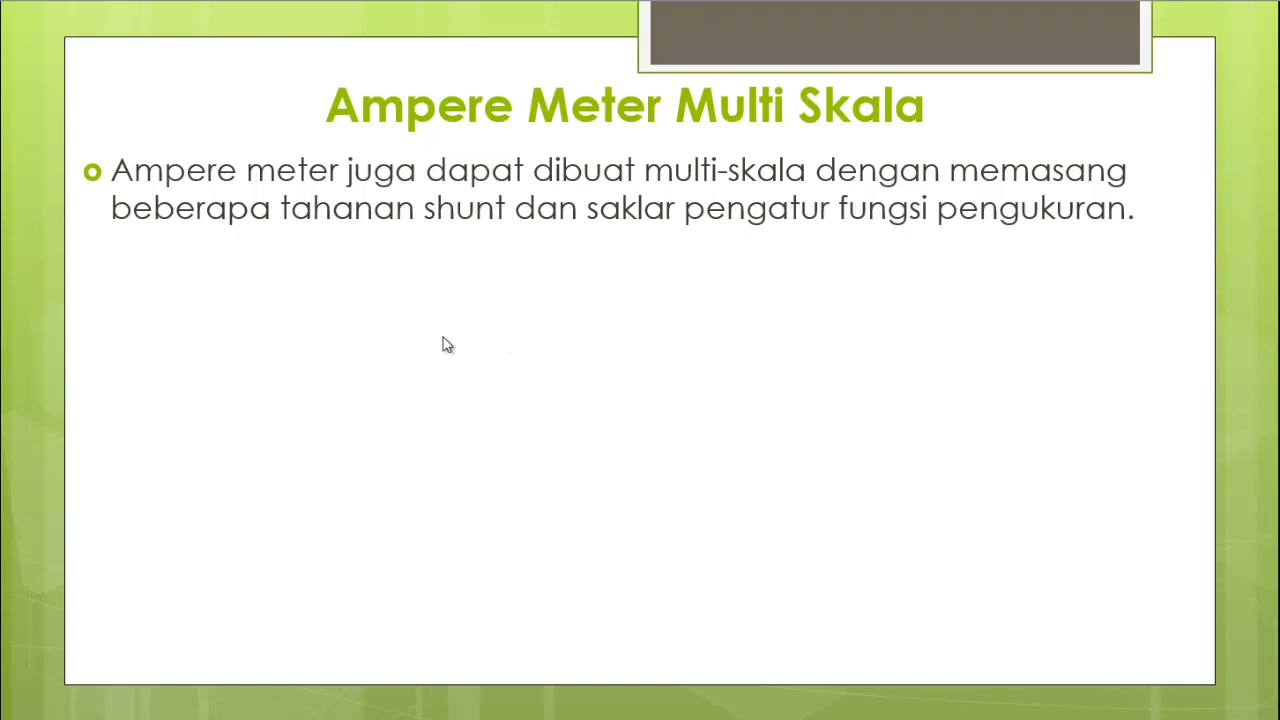 Ampere Meter Multi Skala
Ampere meter juga dapat dibuat multi-skala dengan memasang
beberapa tahanan shunt dan saklar pengatur fungsi pengukuran.